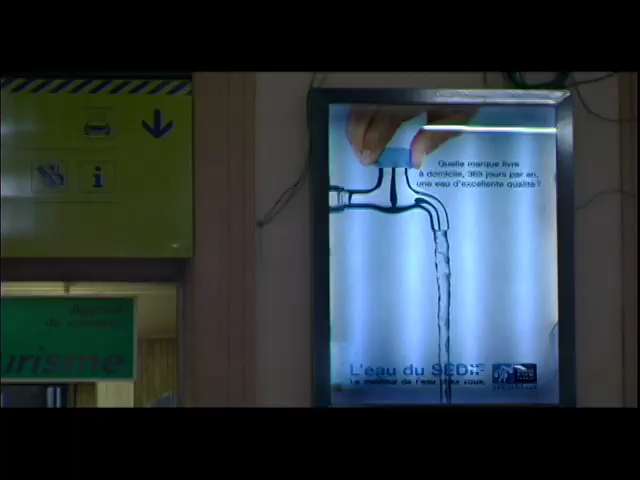 Quelle marque livre
à domicile, 365 jours par an,
une eau d'excellente qualité?
L'eau du SEDIF
Le meilleur de l'eau chez vous.
urisme
i